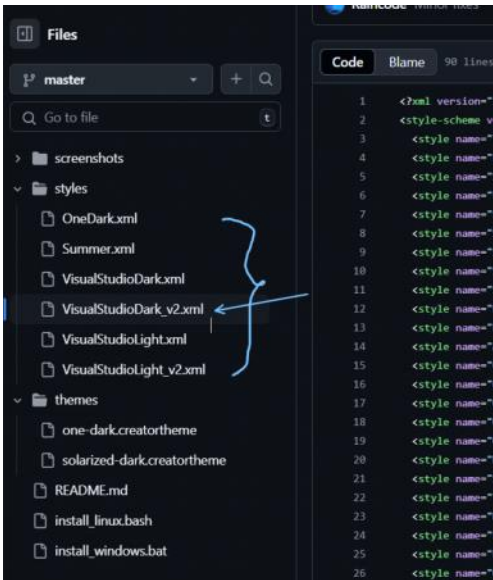 Raincode Minor fixes
Files
master
Go to file
t
screenshots
styles
OneDark.xml
Summer.xml
VisualStudioDark.xml
VisualStudioDark_v2.xml
VisualStudioLight.xml
VisualStudioLight_v2.xml
themes
one-dark.creatortheme
solarized-dark.creatortheme
README.md
install_linux.bash
install_windows.bat
Code Blame 90 lines
1 <?xml version="
2 <style-scheme v
3 <style name="
4 <style name="
5 <style name="
6 <style name="
7 <style name="
8 <style name="
9 <style name="
10 <style name="
11 <style name="
12 <style name="
13 <style name="
14 <style name="
15 <style name="
16 <style name="
17 <style name="
18 <style name="
19 <style name="
20 <style name="
21 <style name="
22 <style name="
23 <style name="
24 <style name="
25 <style name="
26 <style name="